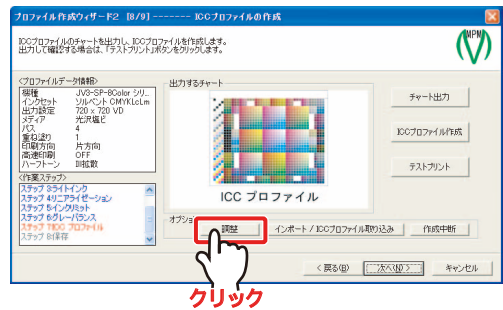 プロファイル作成ウィザード2 [8/9] ------- ICCプロファイルの作成
ICCプロファイルのチャートを出力し、ICCプロファイルを作成します。
出力して確認する場合は、「テストプリント」ボタンをクリックします。
MPM
<プロファイルデータ情報>
機種 JV3-SP-8Color シリ..
インクセット ソルベント CMYKLcLm
出力設定 720 x 720 VD
メディア 光沢塩ビ
パス 4
重ね塗り 1
印刷方向 片方向
高速印刷 OFF
ハーフトーン 誤拡散
<作業ステップ>
ステップ 3:ライトインク
ステップ 4:リニアライゼーション
ステップ 5:インクリミット
ステップ 6:グレーバランス
ステップ 7:ICC プロファイル
ステップ 8:保存
出力するチャート
ICC プロファイル
チャート出力
ICCプロファイル作成
テストプリント
オプション
調整
インポート / ICCプロファイル取り込み
作成中断
< 戻る(B)
次へ(N) >
キャンセル
クリック